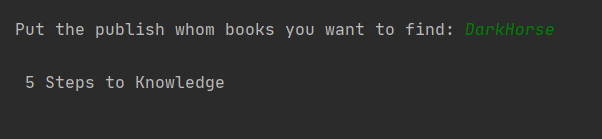 Put the publish whom books you want to find: DarkHorse
5 Steps to Knowledge